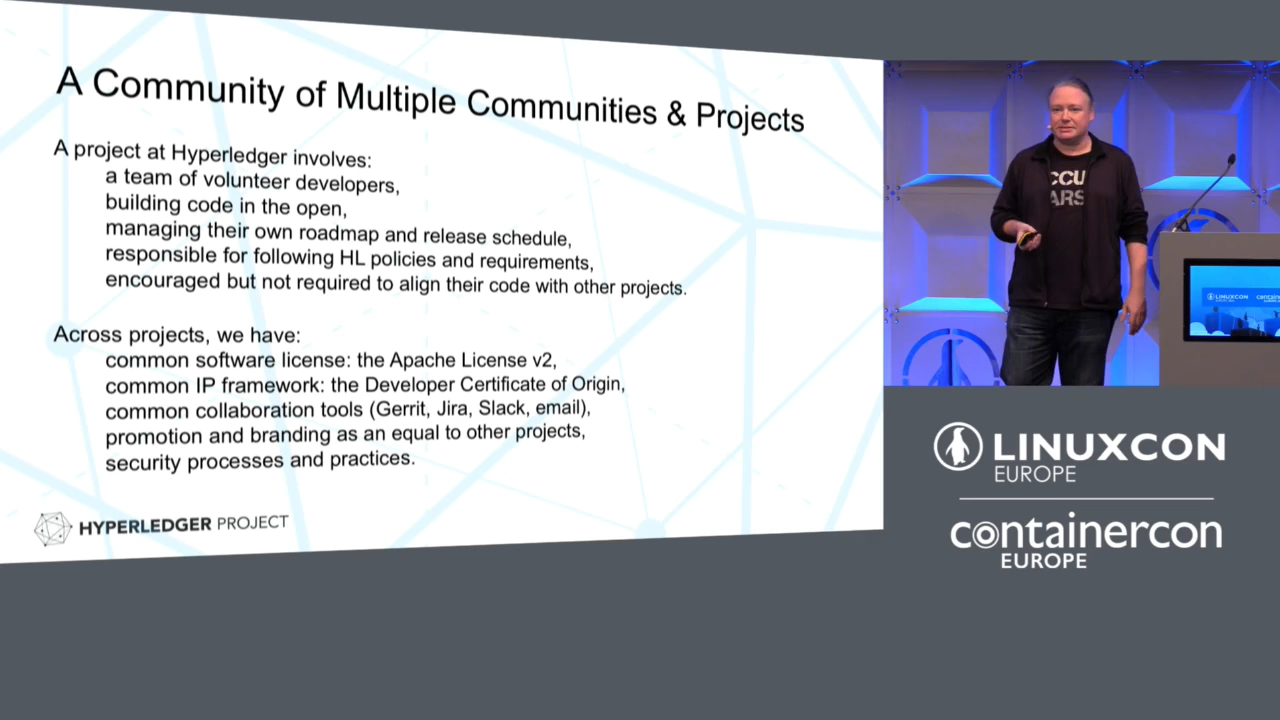 A Community of Multiple Communities & Projects
A project at Hyperledger involves:
a team of volunteer developers,
building code in the open,
managing their own roadmap and release schedule,
responsible for following HL policies and requirements,
encouraged but not required to align their code with other projects.
Across projects, we have:
common software license: the Apache License v2,
common IP framework: the Developer Certificate of Origin,
common collaboration tools (Gerrit, Jira, Slack, email),
promotion and branding as an equal to other projects,
security processes and practices.
HYPERLEDGER PROJECT
CCU
ARS
LINUXCON
LINUXCON
EUROPE
containercon
EUROPE